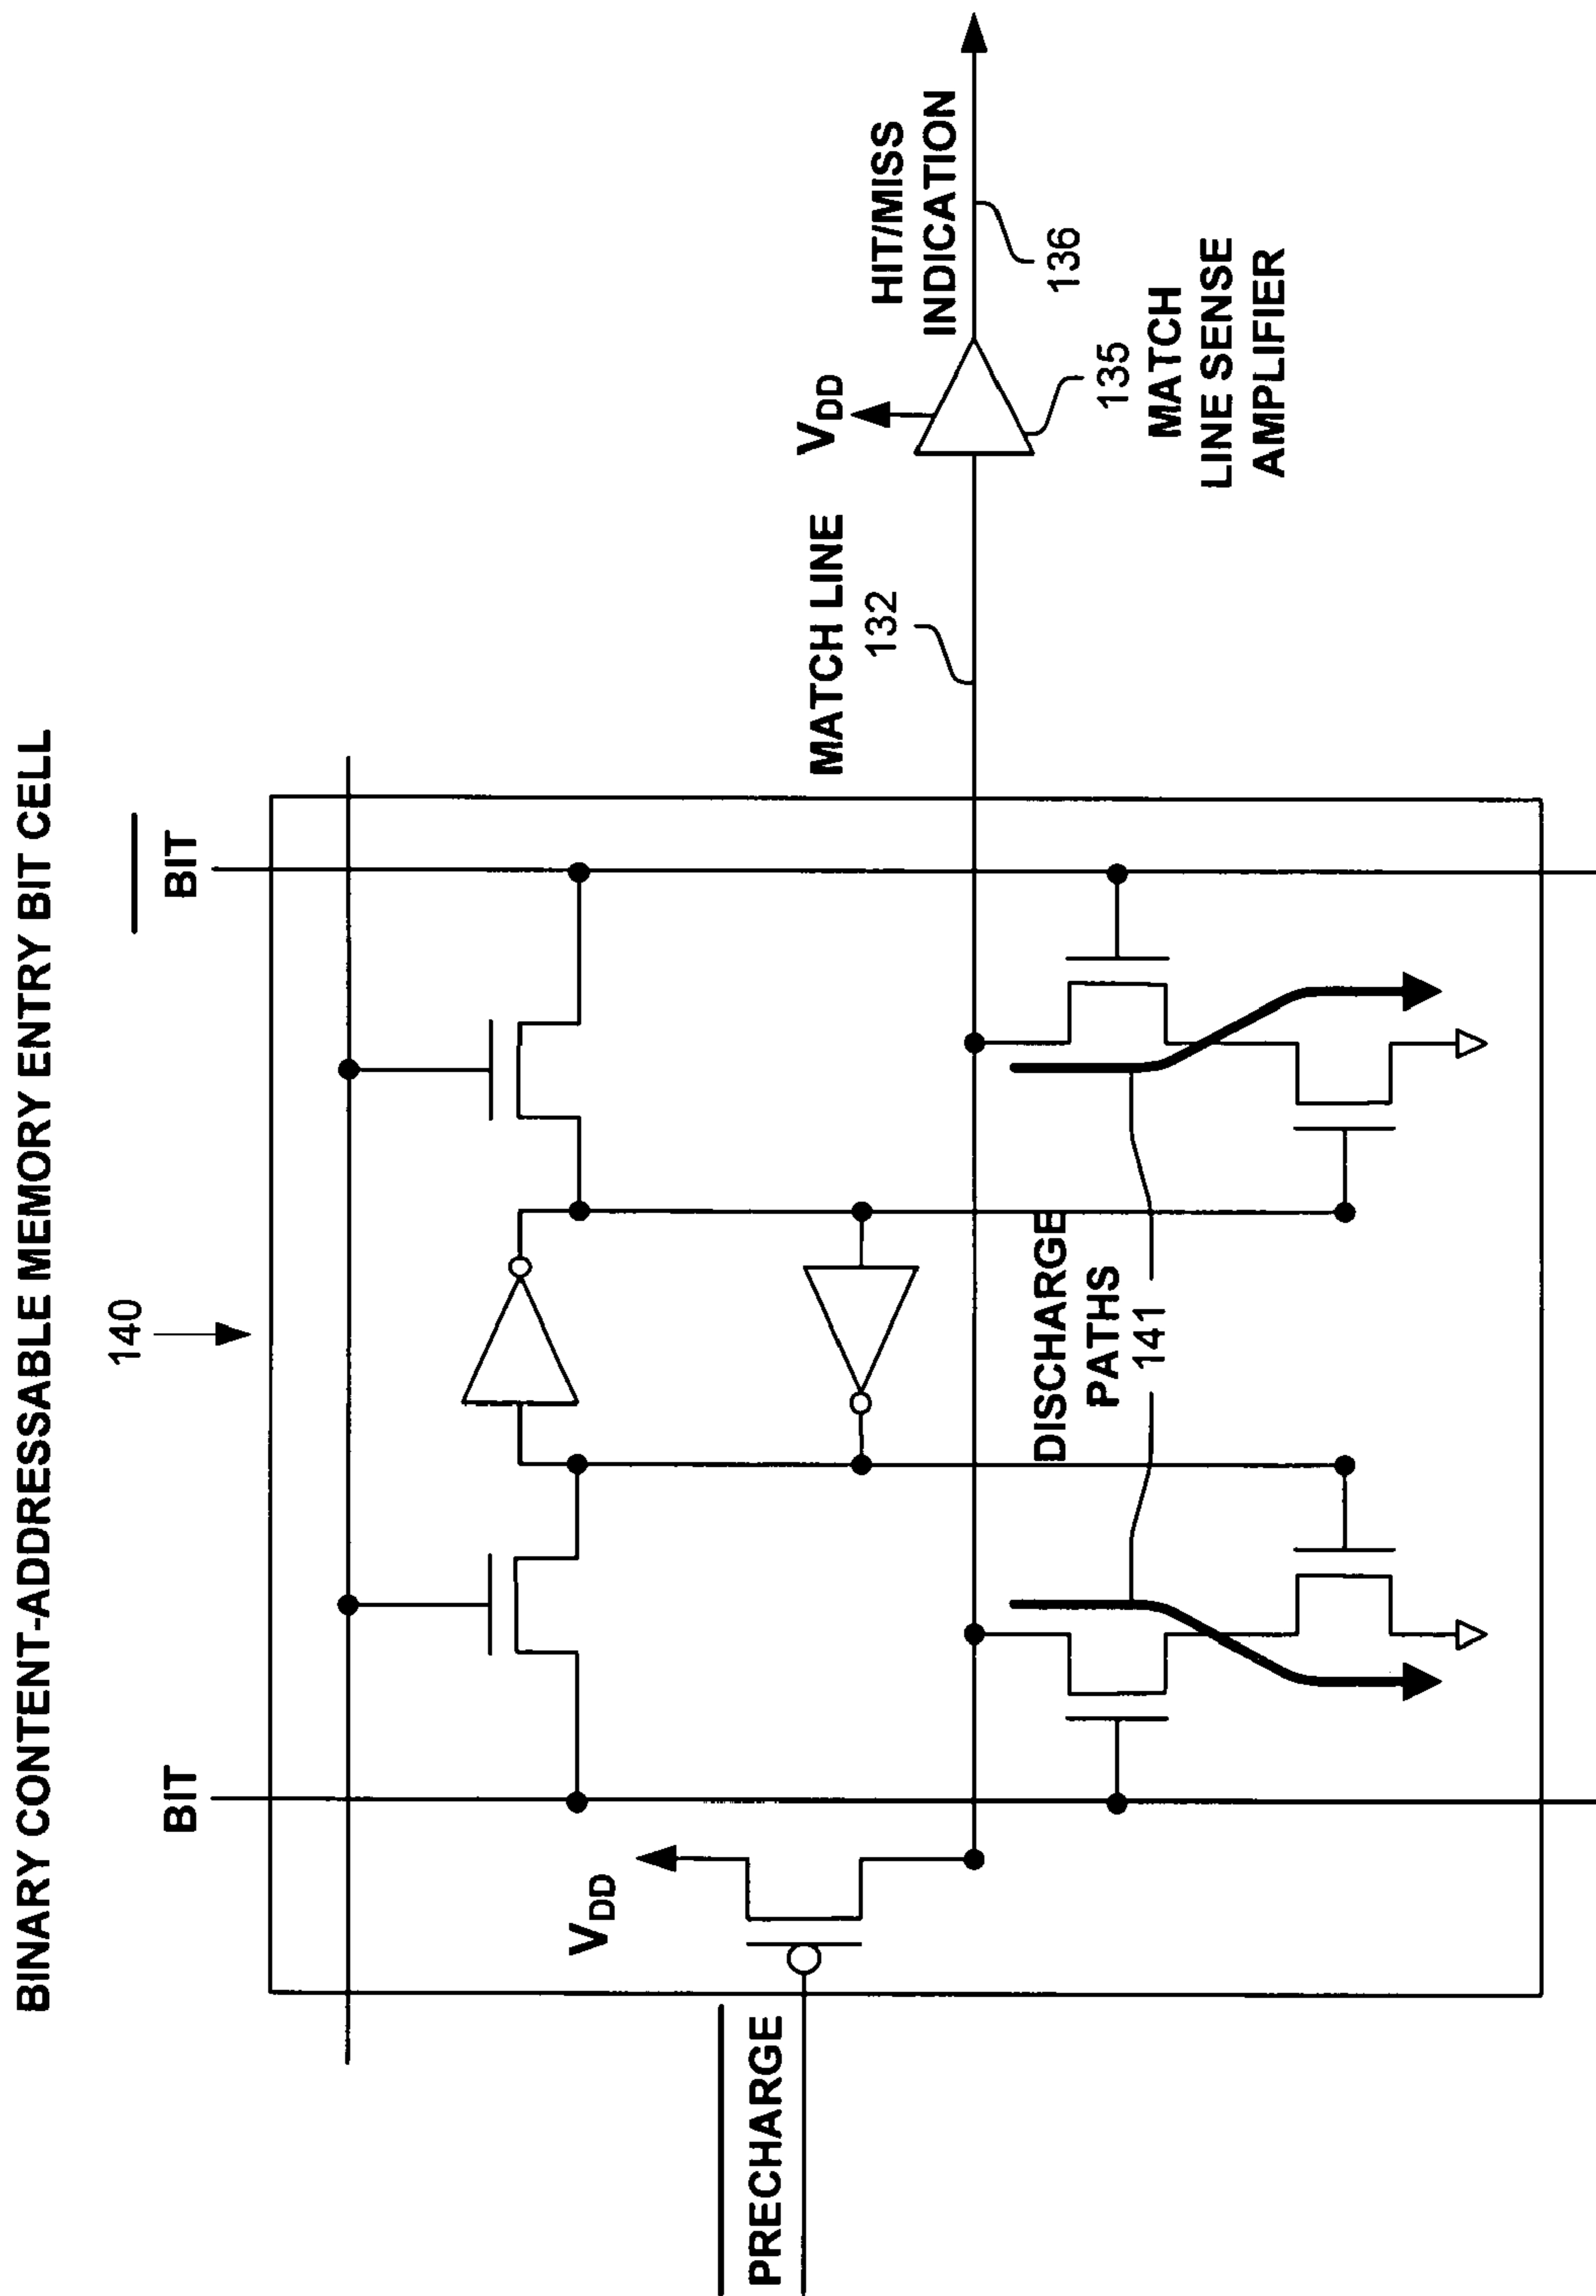 BINARY CONTENT-ADDRESSABLE MEMORY ENTRY BIT CELL
140
BIT
BIT
PRECHARGE
VDD
MATCH LINE
132
VDD
HIT/MISS
INDICATION
136
135
MATCH
LINE SENSE
AMPLIFIER
DISCHARGE
PATHS
141